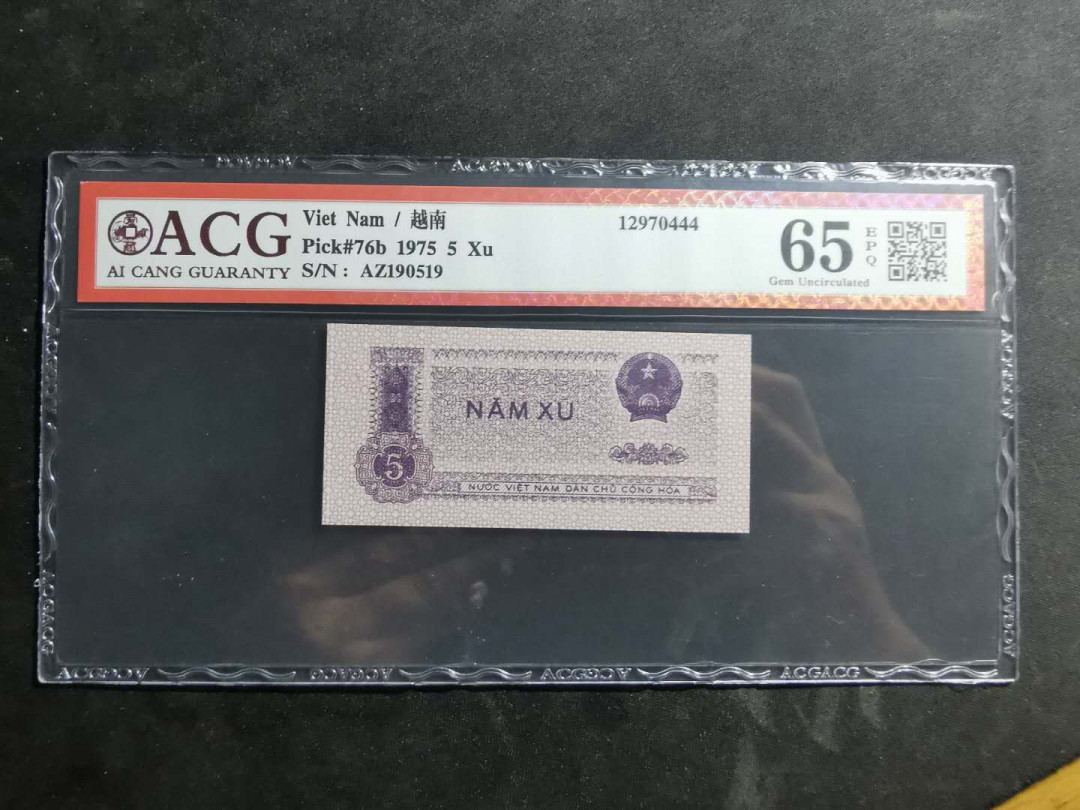 ACG
AI CANG GUARANTY
Viet Nam / 越南
Pick#76b 1975 5 Xu
S/N : AZ190519
12970444
65
EPQ
Gem Uncirculated
NĂM XU
5
NƯỚC VIỆT NAM DÂN CHỦ CỘNG HÒA
ACGACG